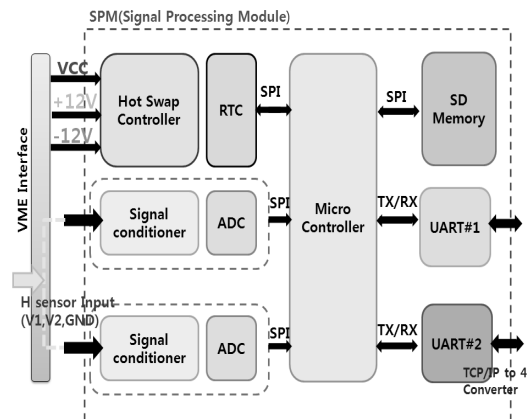 SPM(Signal Processing Module)
VME Interface
VCC
+12V
-12V
Hot Swap
Controller
RTC
SPI
Micro
Controller
SPI
SD
Memory
Signal
conditioner
ADC
SPI
TX/RX
UART#1
H sensor Input
(V1,V2,GND)
Signal
conditioner
ADC
SPI
TX/RX
UART#2
TCP/IP to 4
Converter